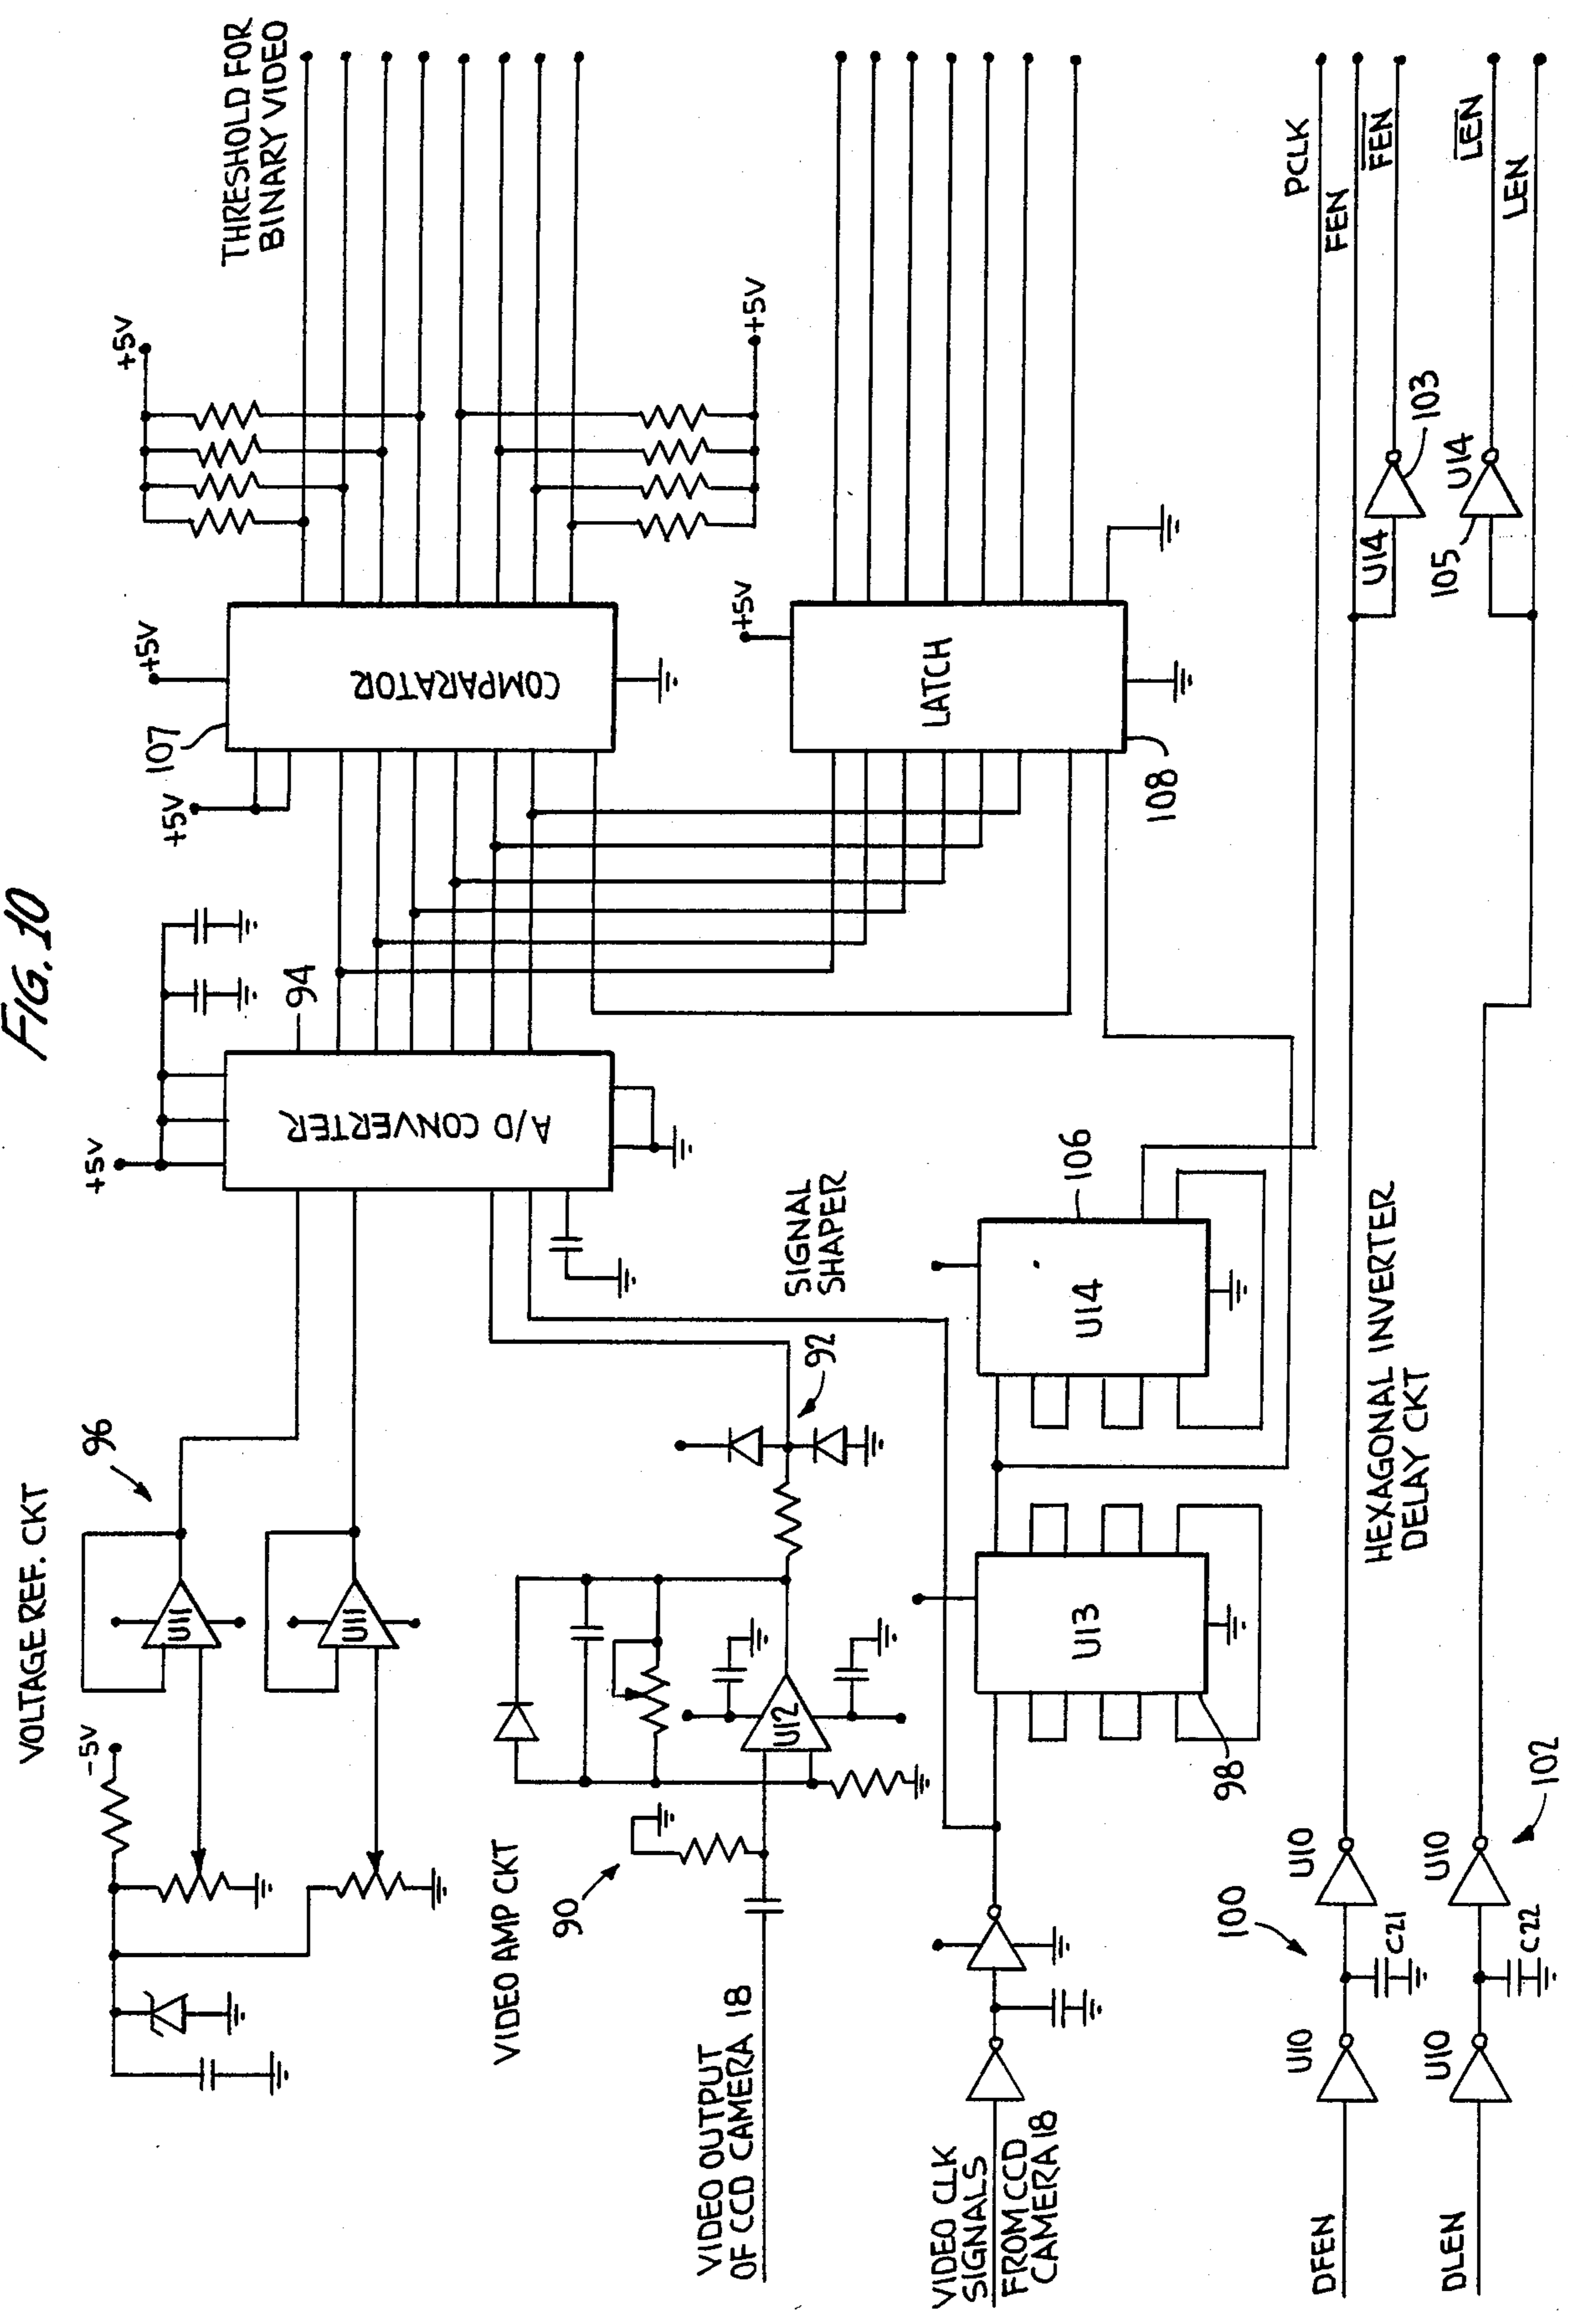 FIG. 10
VOLTAGE REF. CKT
-5V
96
U11
U11
+5V
A/D CONVERTER
94
+5V
107
+5V
COMPARATOR
+5V
THRESHOLD FOR
BINARY VIDEO
+5V
VIDEO AMP CKT
90
U12
92
SIGNAL
SHAPER
VIDEO OUTPUT
OF CCD CAMERA 18
+5V
LATCH
108
VIDEO CLK
SIGNALS
FROM CCD
CAMERA 18
U13
98
U14
106
HEXAGONAL INVERTER
DELAY CKT
PCLK
FEN
FEN
DFEN
U10
100
C21
U10
U14
103
DLEN
U10
C22
U10
102
105
U14
LEN
LEN